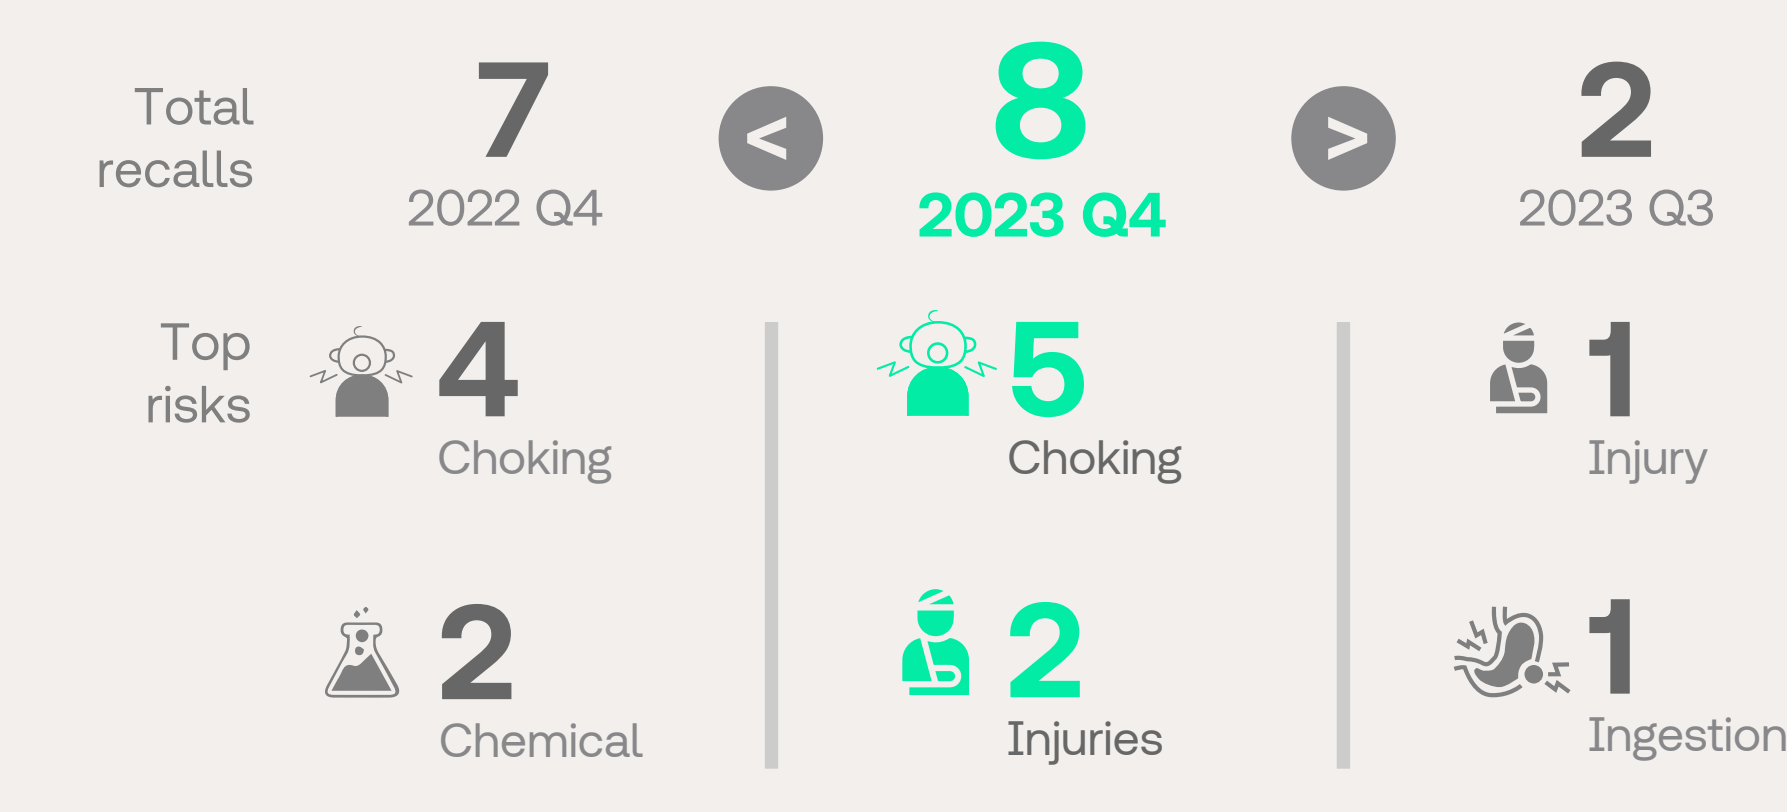 Total
recalls
7
2022 Q4
<
8
2023 Q4
>
2
2023 Q3
Top
risks
4
Choking
5
Choking
1
Injury
2
Chemical
2
Injuries
1
Ingestion